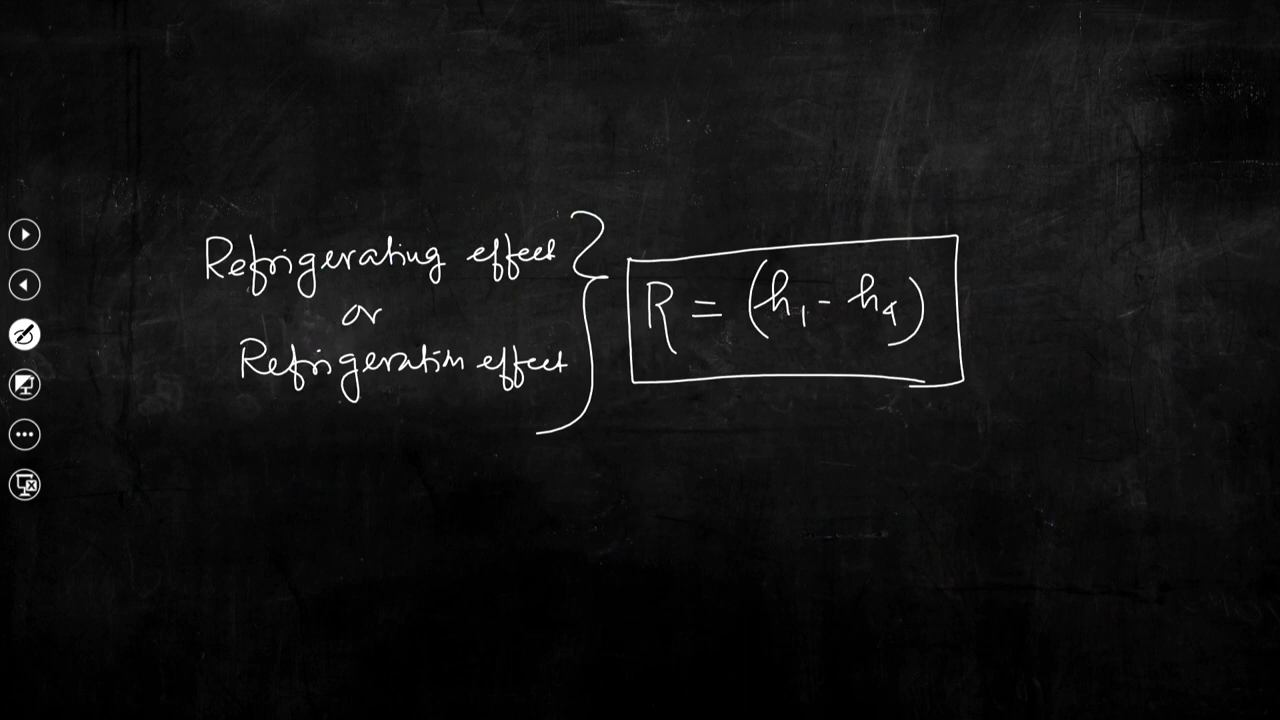 Refrigerating effect
or
Refrigeration effect
R = (h₁ - h₄)